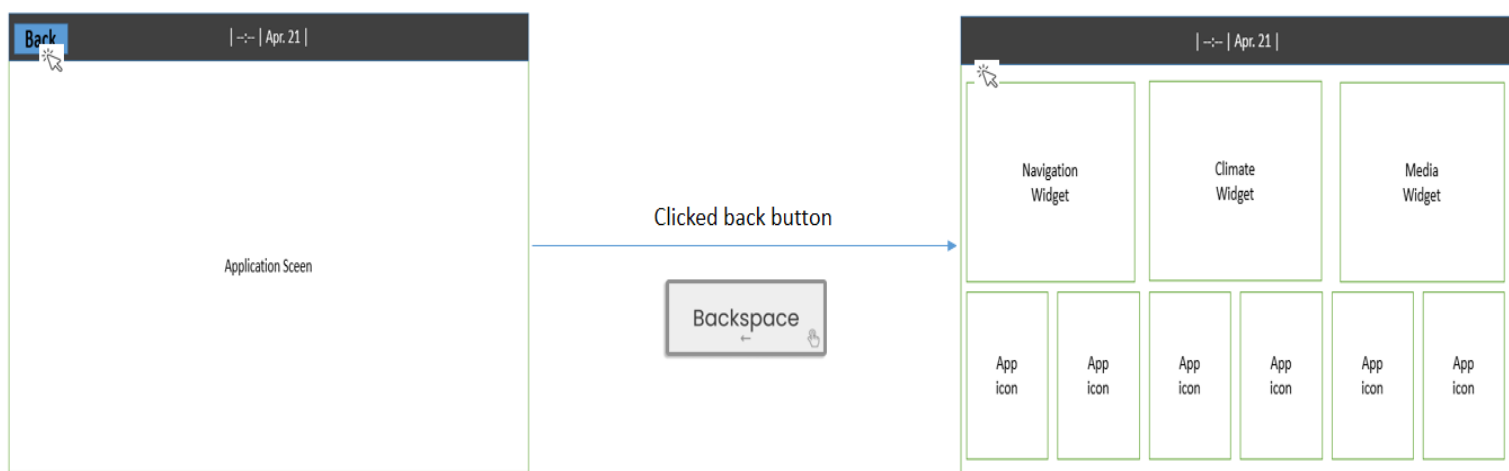 Back
| --:-- | Apr. 21 |
Application Sceen
Clicked back button
Backspace
←
| --:-- | Apr. 21 |
Navigation
Widget
Climate
Widget
Media
Widget
App
icon
App
icon
App
icon
App
icon
App
icon
App
icon